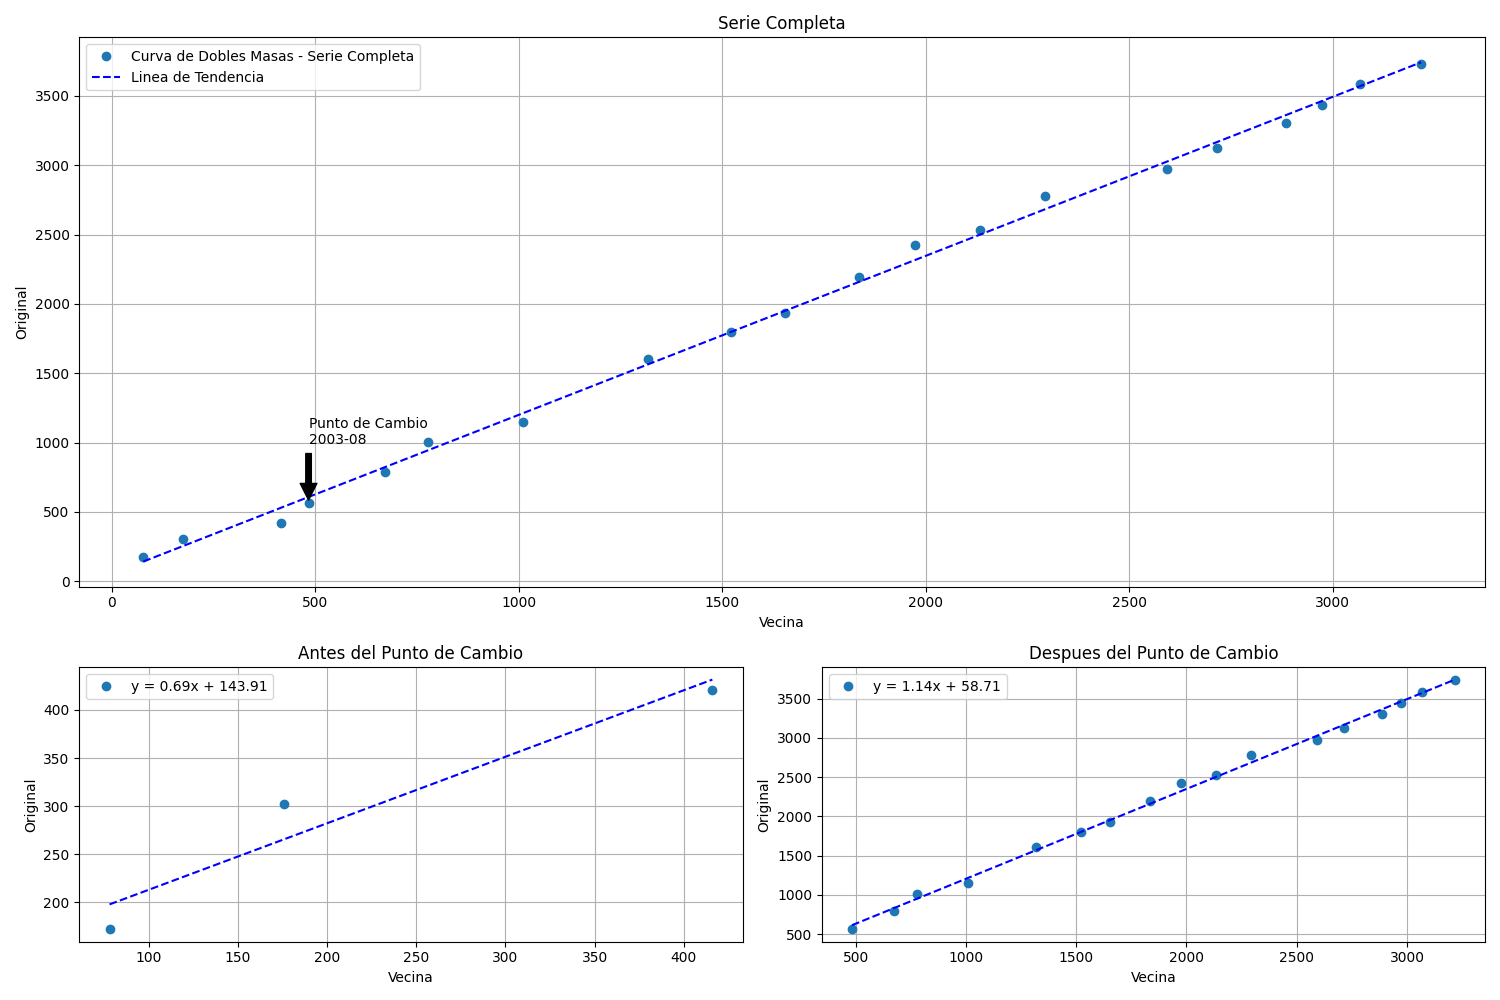 Serie Completa
Curva de Dobles Masas - Serie Completa
Linea de Tendencia
3500
3000
2500
2000
1500
1000
500
0
Original
Punto de Cambio
2003-08
0 500 1000 1500 2000 2500 3000
Vecina
Antes del Punto de Cambio
y = 0.69x + 143.91
400
350
300
250
200
Original
100 150 200 250 300 350 400
Vecina
Despues del Punto de Cambio
y = 1.14x + 58.71
3500
3000
2500
2000
1500
1000
500
Original
500 1000 1500 2000 2500 3000
Vecina